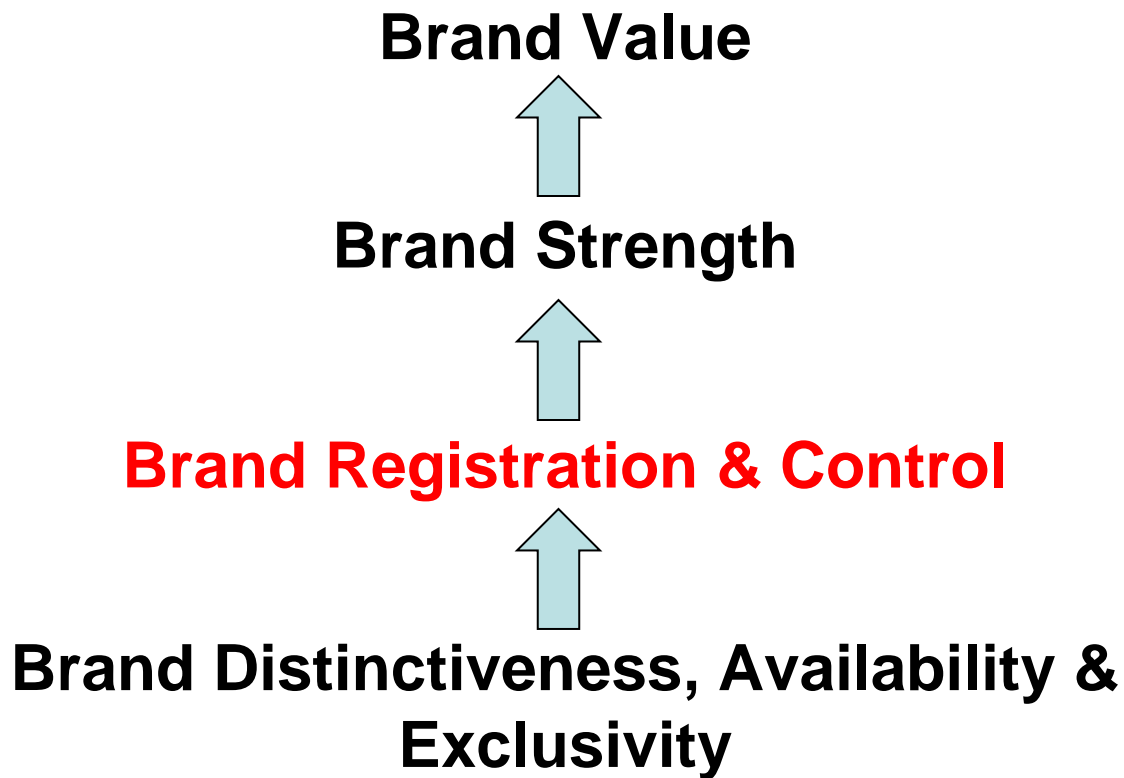 Brand Value
Brand Strength
Brand Registration & Control
Brand Distinctiveness, Availability &
Exclusivity